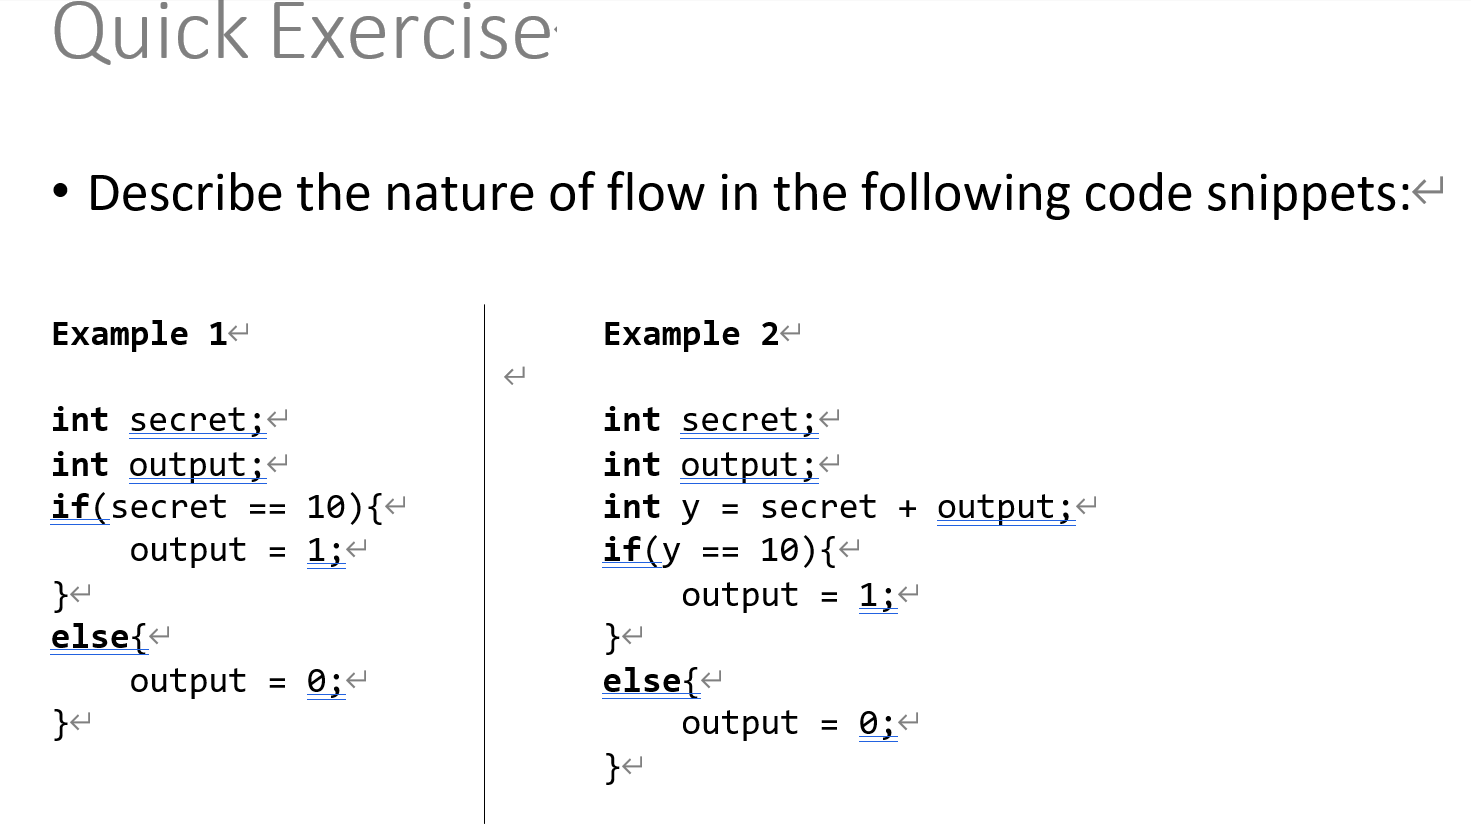 Quick Exercise
• Describe the nature of flow in the following code snippets:
Example 1
int secret;
int output;
if(secret == 10){
    output = 1;
}
else{
    output = 0;
}
Example 2
int secret;
int output;
int y = secret + output;
if(y == 10){
    output = 1;
}
else{
    output = 0;
}